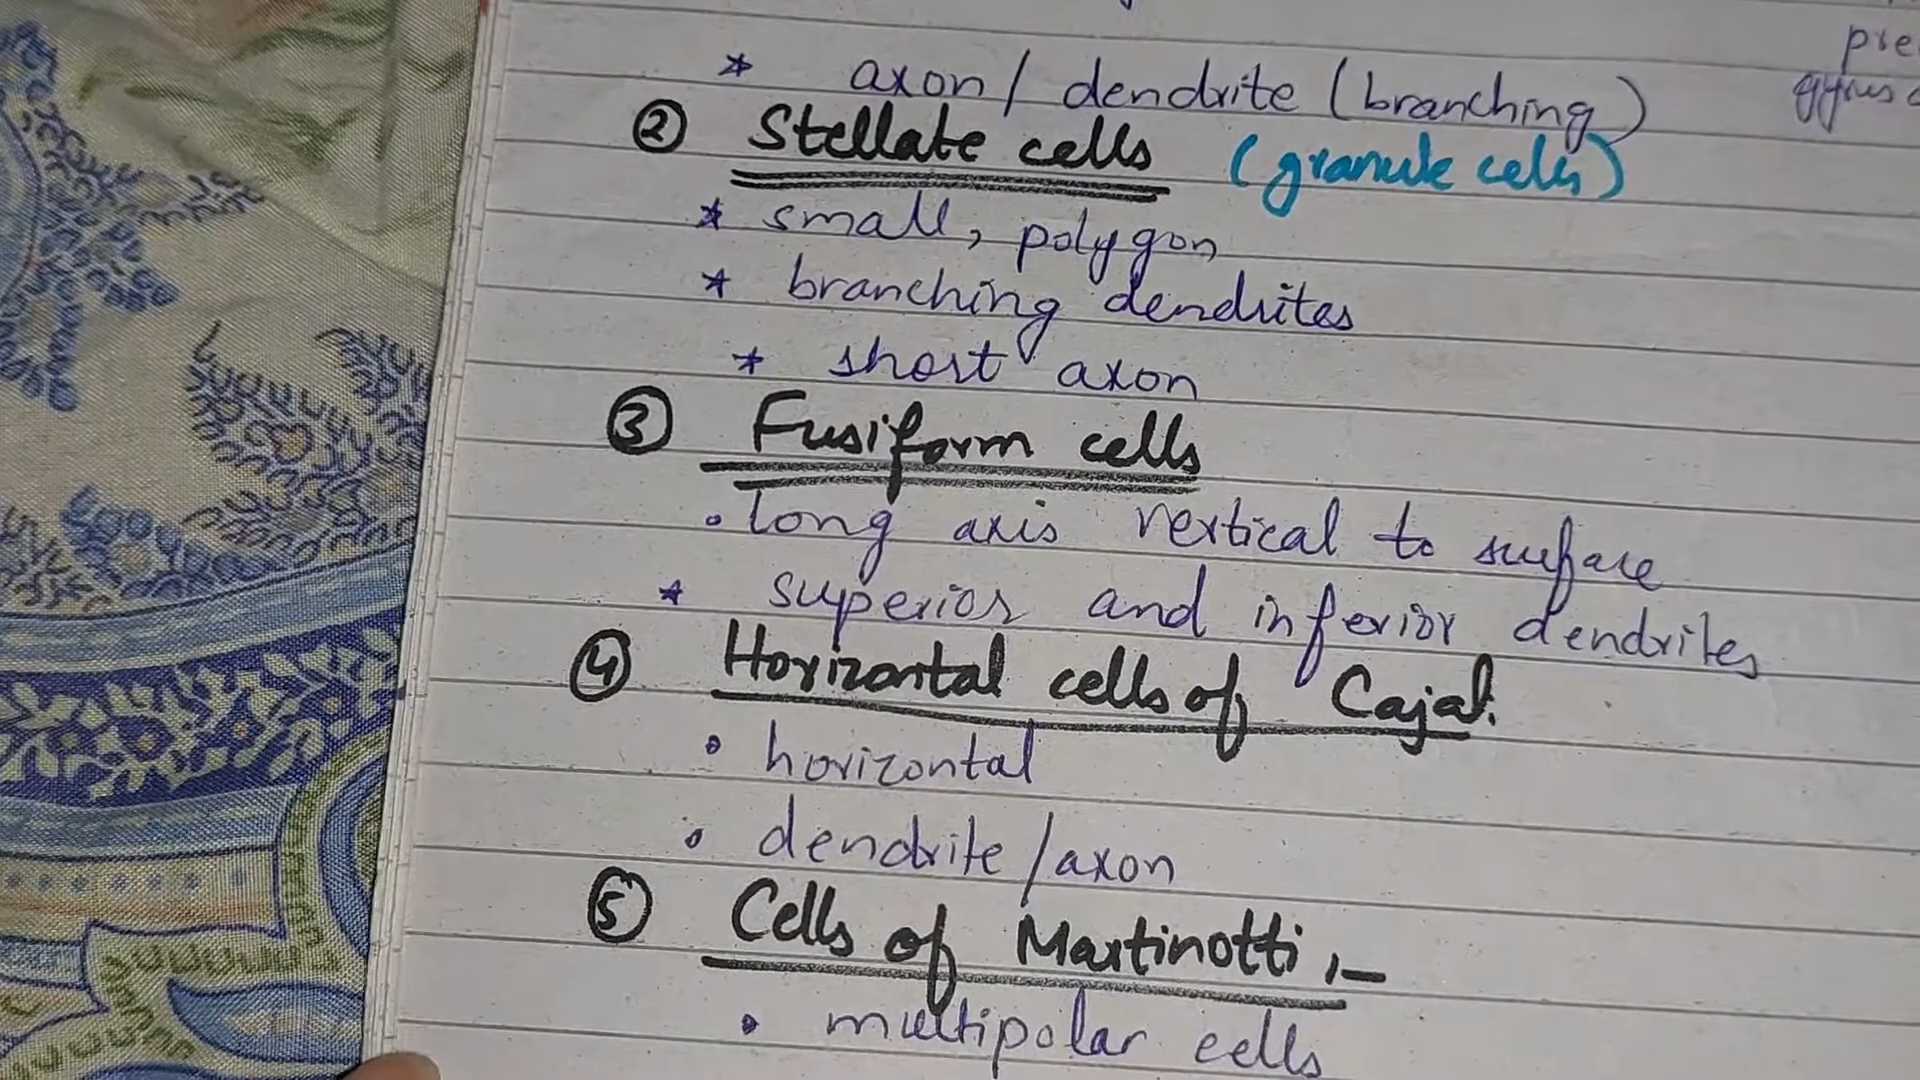 pre
* axon / dendrite (branching)
gyrus
② Stellate cells (granule cells)
* small, polygon
* branching dendrites
* short axon
③ Fusiform cells
• long axis vertical to surface
* superior and inferior dendrites
④ Horizontal cells of Cajal.
• horizontal
• dendrite / axon
⑤ Cells of Martinotti :-
• multipolar cells